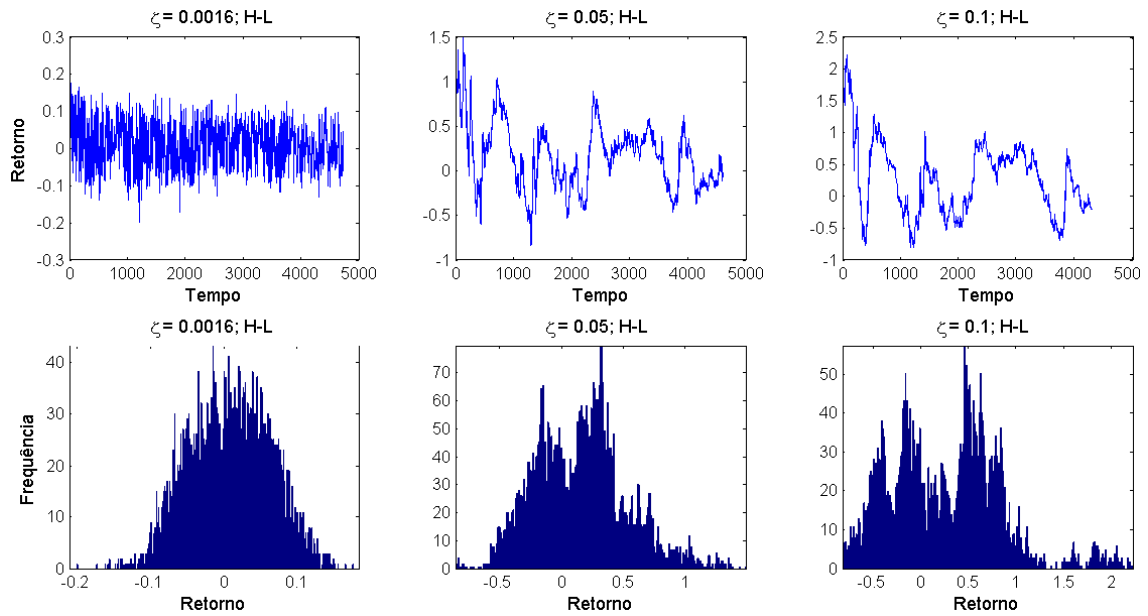 ζ = 0.0016; H-L
ζ = 0.05; H-L
ζ = 0.1; H-L
0.3
0.2
0.1
0
-0.1
-0.2
-0.3
Retorno
0 1000 2000 3000 4000 5000
Tempo
1.5
1
0.5
0
-0.5
-1
0 1000 2000 3000 4000 5000
Tempo
2.5
2
1.5
1
0.5
0
-0.5
-1
0 1000 2000 3000 4000 5000
Tempo
ζ = 0.0016; H-L
ζ = 0.05; H-L
ζ = 0.1; H-L
40
30
20
10
0
Frequência
-0.2 -0.1 0 0.1
Retorno
70
60
50
40
30
20
10
0
0 0.5 1
Retorno
50
40
30
20
10
0
-0.5 0 0.5 1 1.5 2
Retorno